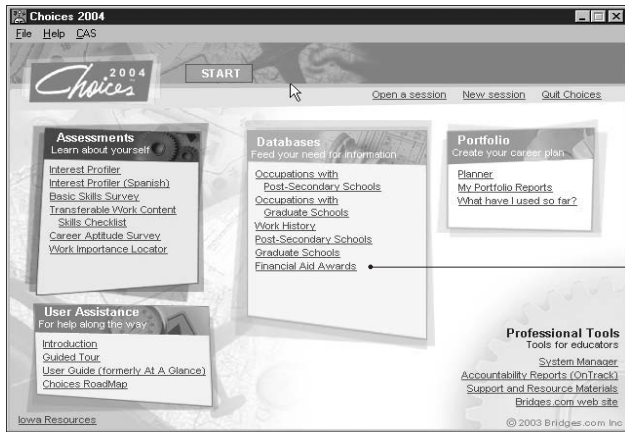 Choices 2004
File Help CAS
2004
Choices
START
Open a session New session Quit Choices
Assessments
Learn about yourself
Interest Profiler
Interest Profiler (Spanish)
Basic Skills Survey
Transferable Work Content
Skills Checklist
Career Aptitude Survey
Work Importance Locator
Databases
Feed your need for information
Occupations with
Post-Secondary Schools
Occupations with
Graduate Schools
Work History
Post-Secondary Schools
Graduate Schools
Financial Aid Awards
Portfolio
Create your career plan
Planner
My Portfolio Reports
What have I used so far?
User Assistance
For help along the way
Introduction
Guided Tour
User Guide (formerly At A Glance)
Choices RoadMap
Professional Tools
Tools for educators
System Manager
Accountability Reports (OnTrack)
Support and Resource Materials
Bridges.com web site
Iowa Resources
© 2003 Bridges.com Inc